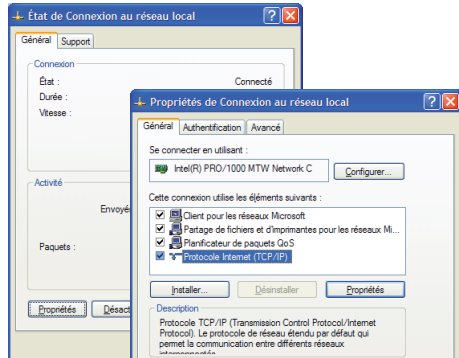 État de Connexion au réseau local
Général Support
Connexion
État : Connecté
Durée :
Vitesse :
Activité
Envoyés
Paquets :
Propriétés Désact
Propriétés de Connexion au réseau local
Général Authentification Avancé
Se connecter en utilisant :
Intel(R) PRO/1000 MTW Network C Configurer...
Cette connexion utilise les éléments suivants :
Client pour les réseaux Microsoft
Partage de fichiers et d'imprimantes pour les réseaux Mi...
Planificateur de paquets QoS
Protocole Internet (TCP/IP)
Installer... Désinstaller Propriétés
Description
Protocole TCP/IP (Transmission Control Protocol/Internet
Protocol). Le protocole de réseau étendu par défaut qui
permet la communication entre différents réseaux
interconnectés